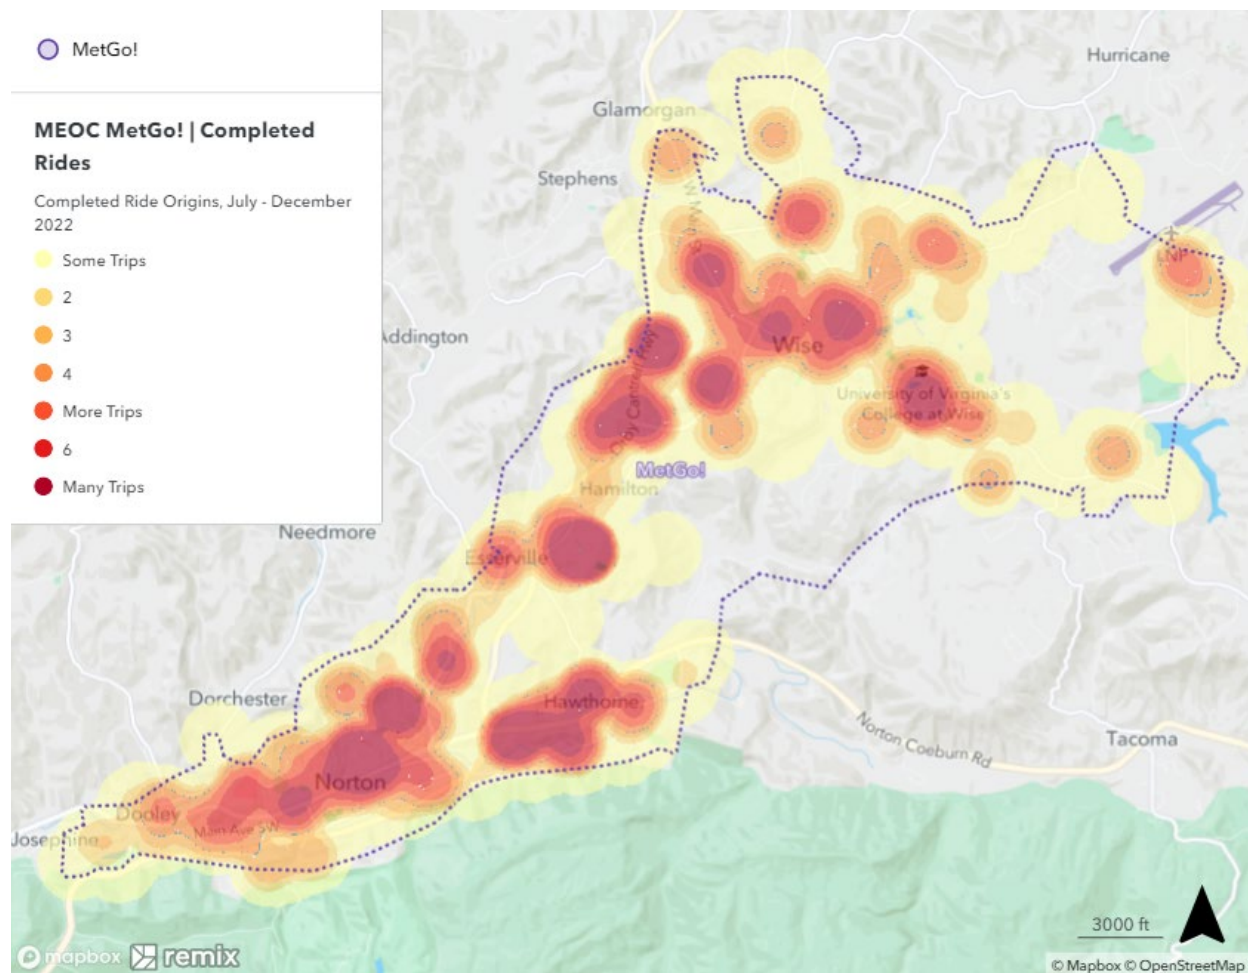 MetGo!
MEOC MetGo! | Completed
Rides
Completed Ride Origins, July - December
2022
Some Trips
2
3
4
More Trips
6
Many Trips
Hurricane
Glamorgan
Stephens
LNP
Addington
Wise
University of Virginia's
College at Wise
MetGo!
Hamilton
Needmore
Esserville
Dorchester
Hawthorne
Norton Coeburn Rd
Tacoma
Norton
Dooley
Main Ave SW
Josephine
3000 ft
mapbox
remix
© Mapbox © OpenStreetMap